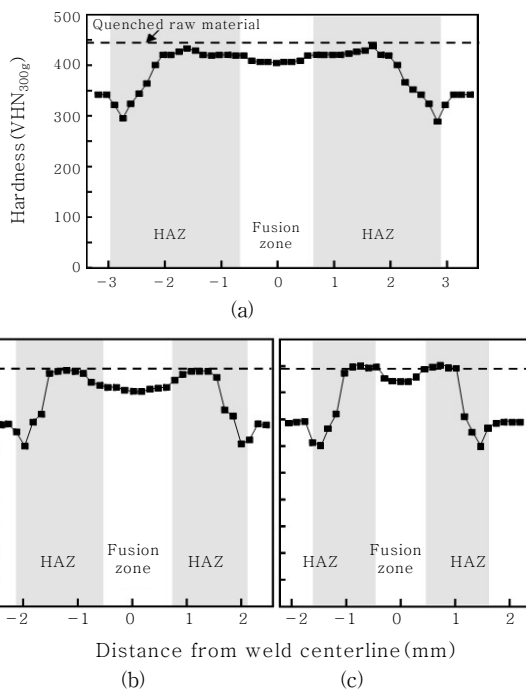 500
Quenched raw material
400
300
200
100
0
Hardness(VHN300g)
HAZ
Fusion
zone
HAZ
−3
−2
−1
0
1
2
3
(a)
HAZ
Fusion
zone
HAZ
−2
−1
0
1
2
HAZ
Fusion
zone
HAZ
−2
−1
0
1
2
Distance from weld centerline(mm)
(b)
(c)